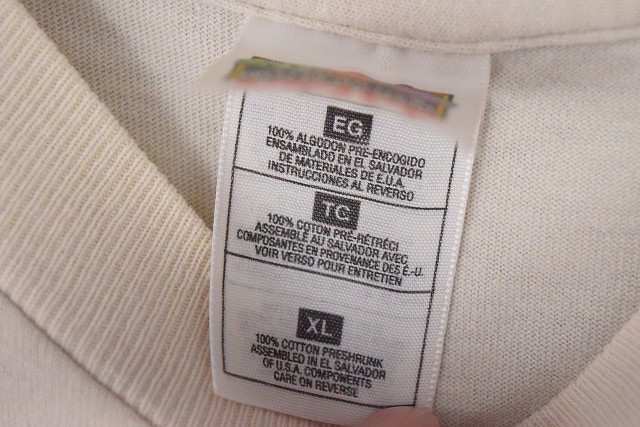 EG
100% ALGODON PRE-ENCOGIDO
ENSAMBLADO EN EL SALVADOR
DE MATERIALES DE E.U.A.
INSTRUCCIONES AL REVERSO
TC
100% COTON PRÉ-RÉTRÉCI
ASSEMBLÉ AU SALVADOR AVEC
COMPOSANTES EN PROVENANCE DES É.-U.
VOIR VERSO POUR ENTRETIEN
XL
100% COTTON PRESHRUNK
ASSEMBLED IN EL SALVADOR
OF U.S.A. COMPONENTS
CARE ON REVERSE